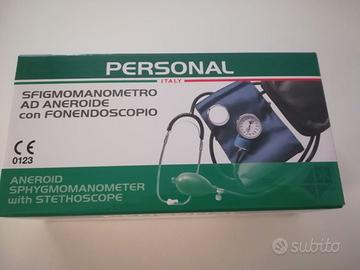 PERSONAL
ITALY
SFIGMOMANOMETRO
AD ANEROIDE
con FONENDOSCOPIO
CE
0123
ANEROID
SPHYGMOMANOMETER
with STETHOSCOPE
subito